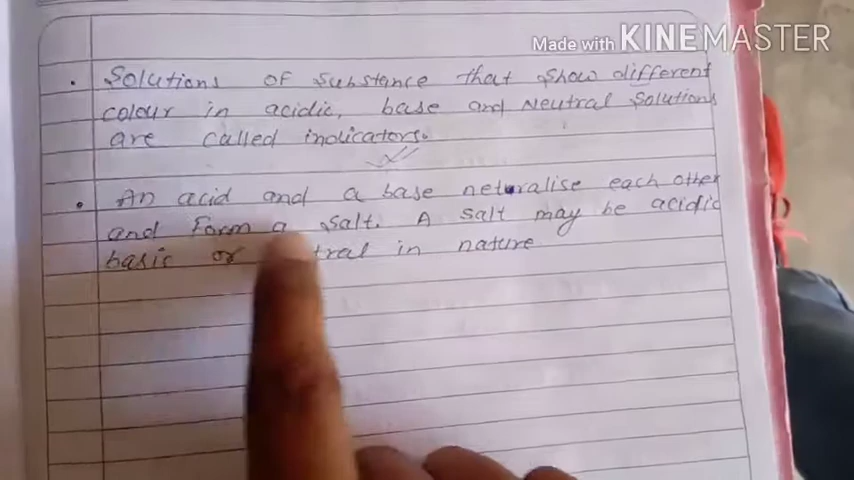 Made with KINEMASTER
• Solutions of substance that show different
colour in acidic, base and Neutral Solutions
are called indicators.
• An acid and a base neturalise each other
and Form a salt. A salt may be acidic
basic or tral in nature